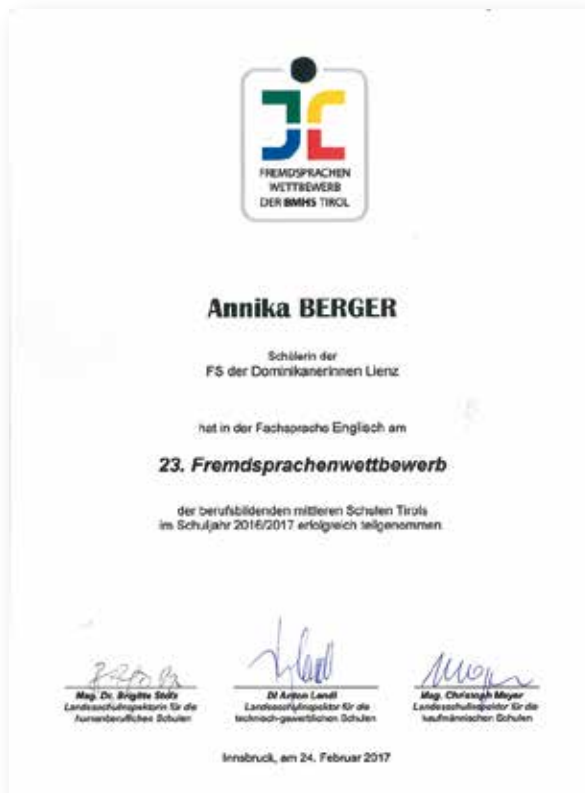 FREMDSPRACHEN
WETTBEWERB
DER BMHS TIROL
Annika BERGER
Schülerin der
FS der Dominikanerinnen Lienz
hat in der Fachsprache Englisch am
23. Fremdsprachenwettbewerb
der berufsbildenden mittleren Schulen Tirols
im Schuljahr 2016/2017 erfolgreich teilgenommen
Mag. Dr. Brigitte
DI Anton Lendl
Mag. Christoph Mayer
Landesschulinspektorin für die
Landesschulinspektor für die
Landesschulinspektor für die
humanberuflichen Schulen
technisch-gewerblichen Schulen
kaufmännischen Schulen
Innsbruck, am 24. Februar 2017